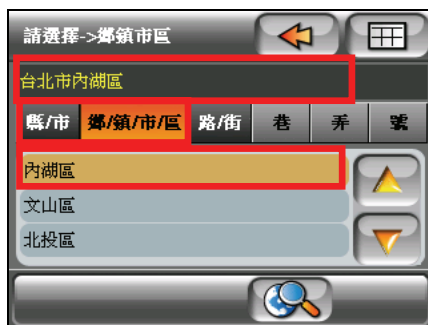 請選擇->鄉鎮市區
台北市內湖區
縣/市 鄉/鎮/市/區 路/街 巷 弄 號
內湖區
文山區
北投區